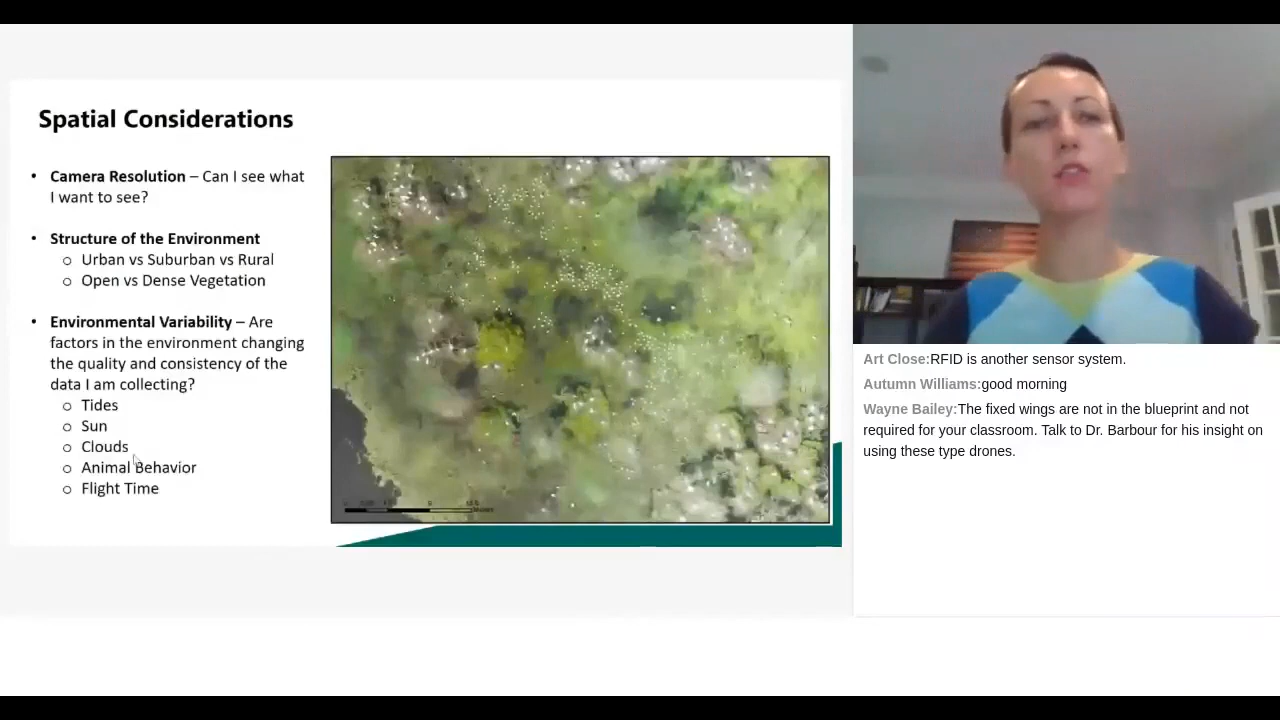 Spatial Considerations
• Camera Resolution – Can I see what
I want to see?
• Structure of the Environment
o Urban vs Suburban vs Rural
o Open vs Dense Vegetation
• Environmental Variability – Are
factors in the environment changing
the quality and consistency of the
data I am collecting?
o Tides
o Sun
o Clouds
o Animal Behavior
o Flight Time
Art Close:RFID is another sensor system.
Autumn Williams:good morning
Wayne Bailey:The fixed wings are not in the blueprint and not
required for your classroom. Talk to Dr. Barbour for his insight on
using these type drones.